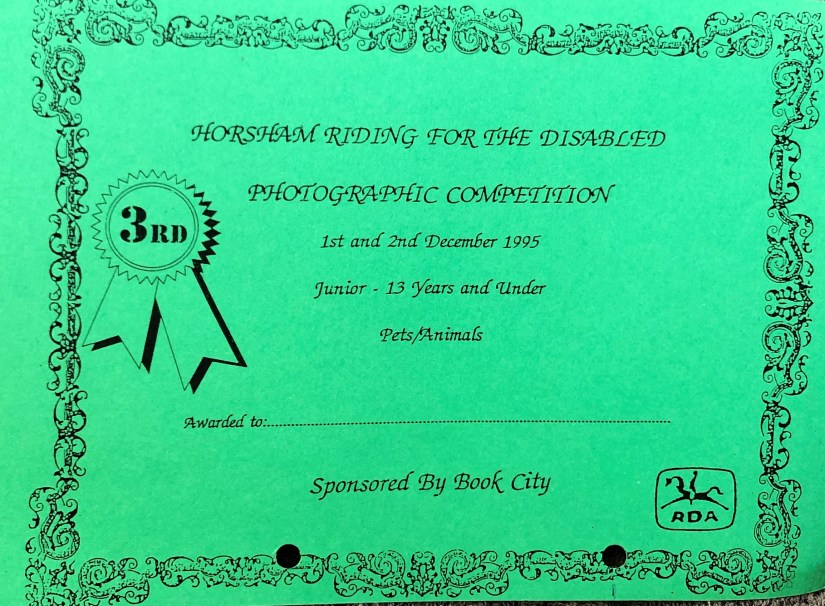 HORSHAM RIDING FOR THE DISABLED
PHOTOGRAPHIC COMPETITION
3RD
1st and 2nd December 1995
Junior - 13 Years and Under
Pets/Animals
Awarded to:....................................................................
Sponsored By Book City
RDA